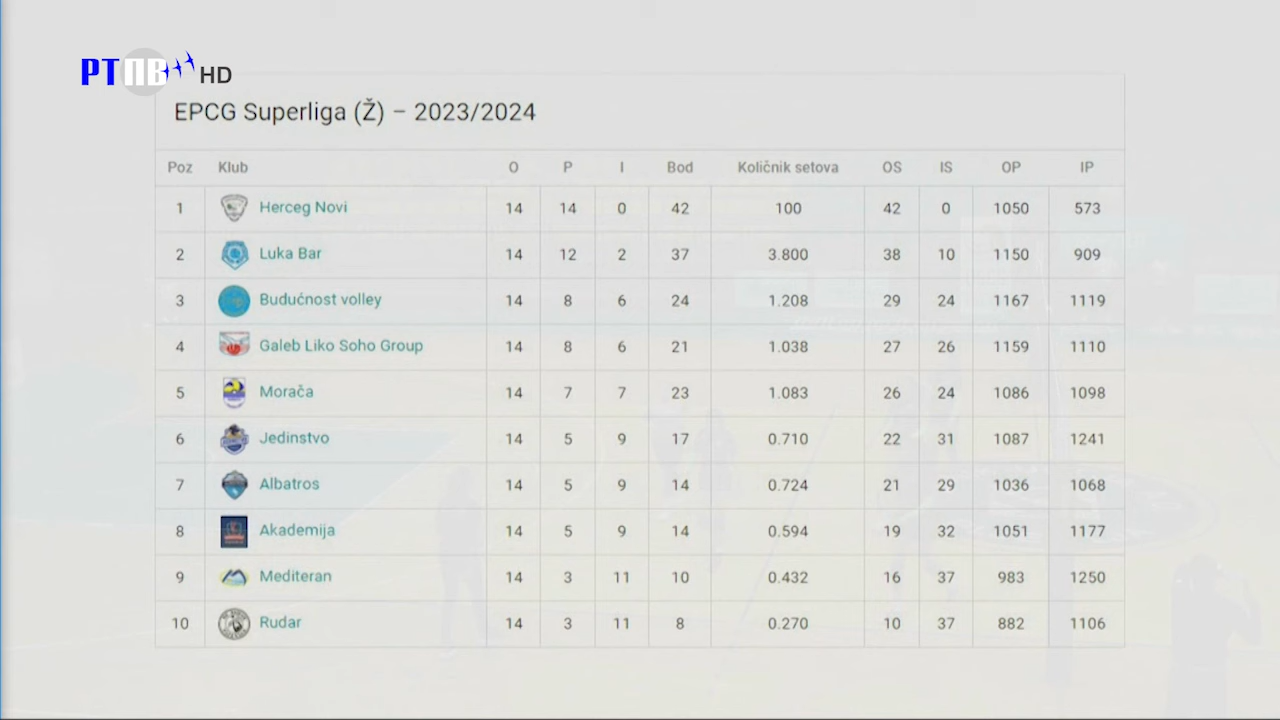 РТПВ HD
EPCG Superliga (Ž) – 2023/2024
Poz Klub O P I Bod Količnik setova OS IS OP IP
1 Herceg Novi 14 14 0 42 100 42 0 1050 573
2 Luka Bar 14 12 2 37 3.800 38 10 1150 909
3 Budućnost volley 14 8 6 24 1.208 29 24 1167 1119
4 Galeb Liko Soho Group 14 8 6 21 1.038 27 26 1159 1110
5 Morača 14 7 7 23 1.083 26 24 1086 1098
6 Jedinstvo 14 5 9 17 0.710 22 31 1087 1241
7 Albatros 14 5 9 14 0.724 21 29 1036 1068
8 Akademija 14 5 9 14 0.594 19 32 1051 1177
9 Mediteran 14 3 11 10 0.432 16 37 983 1250
10 Rudar 14 3 11 8 0.270 10 37 882 1106